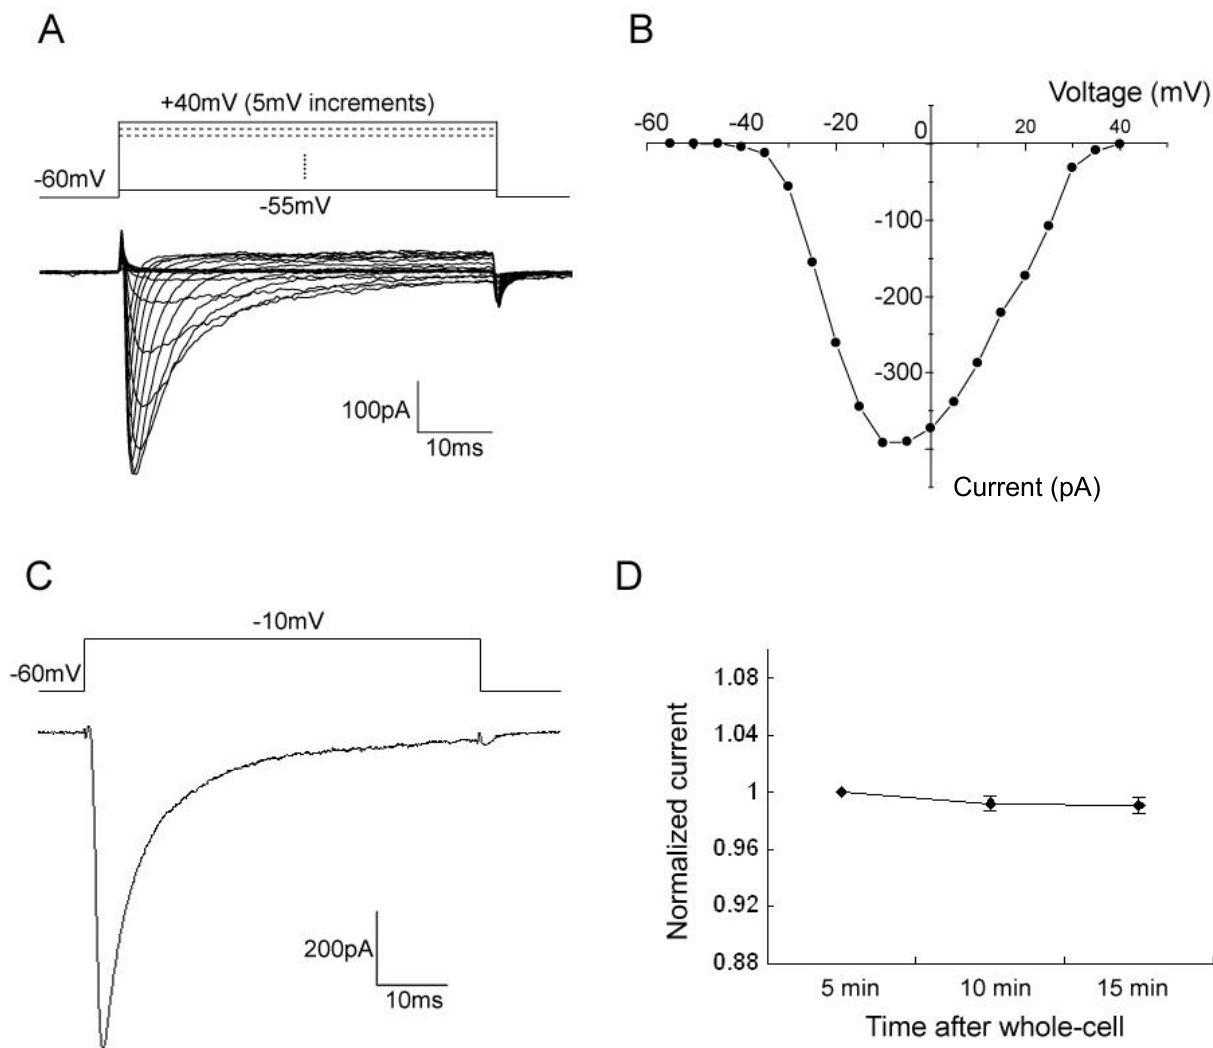 A
+40mV (5mV increments)
-60mV
-55mV
100pA
10ms
B
Voltage (mV)
-60 -40 -20 0 20 40
-100
-200
-300
Current (pA)
C
-10mV
-60mV
200pA
10ms
D
1.08
1.04
1
0.96
0.92
0.88
Normalized current
5 min 10 min 15 min
Time after whole-cell